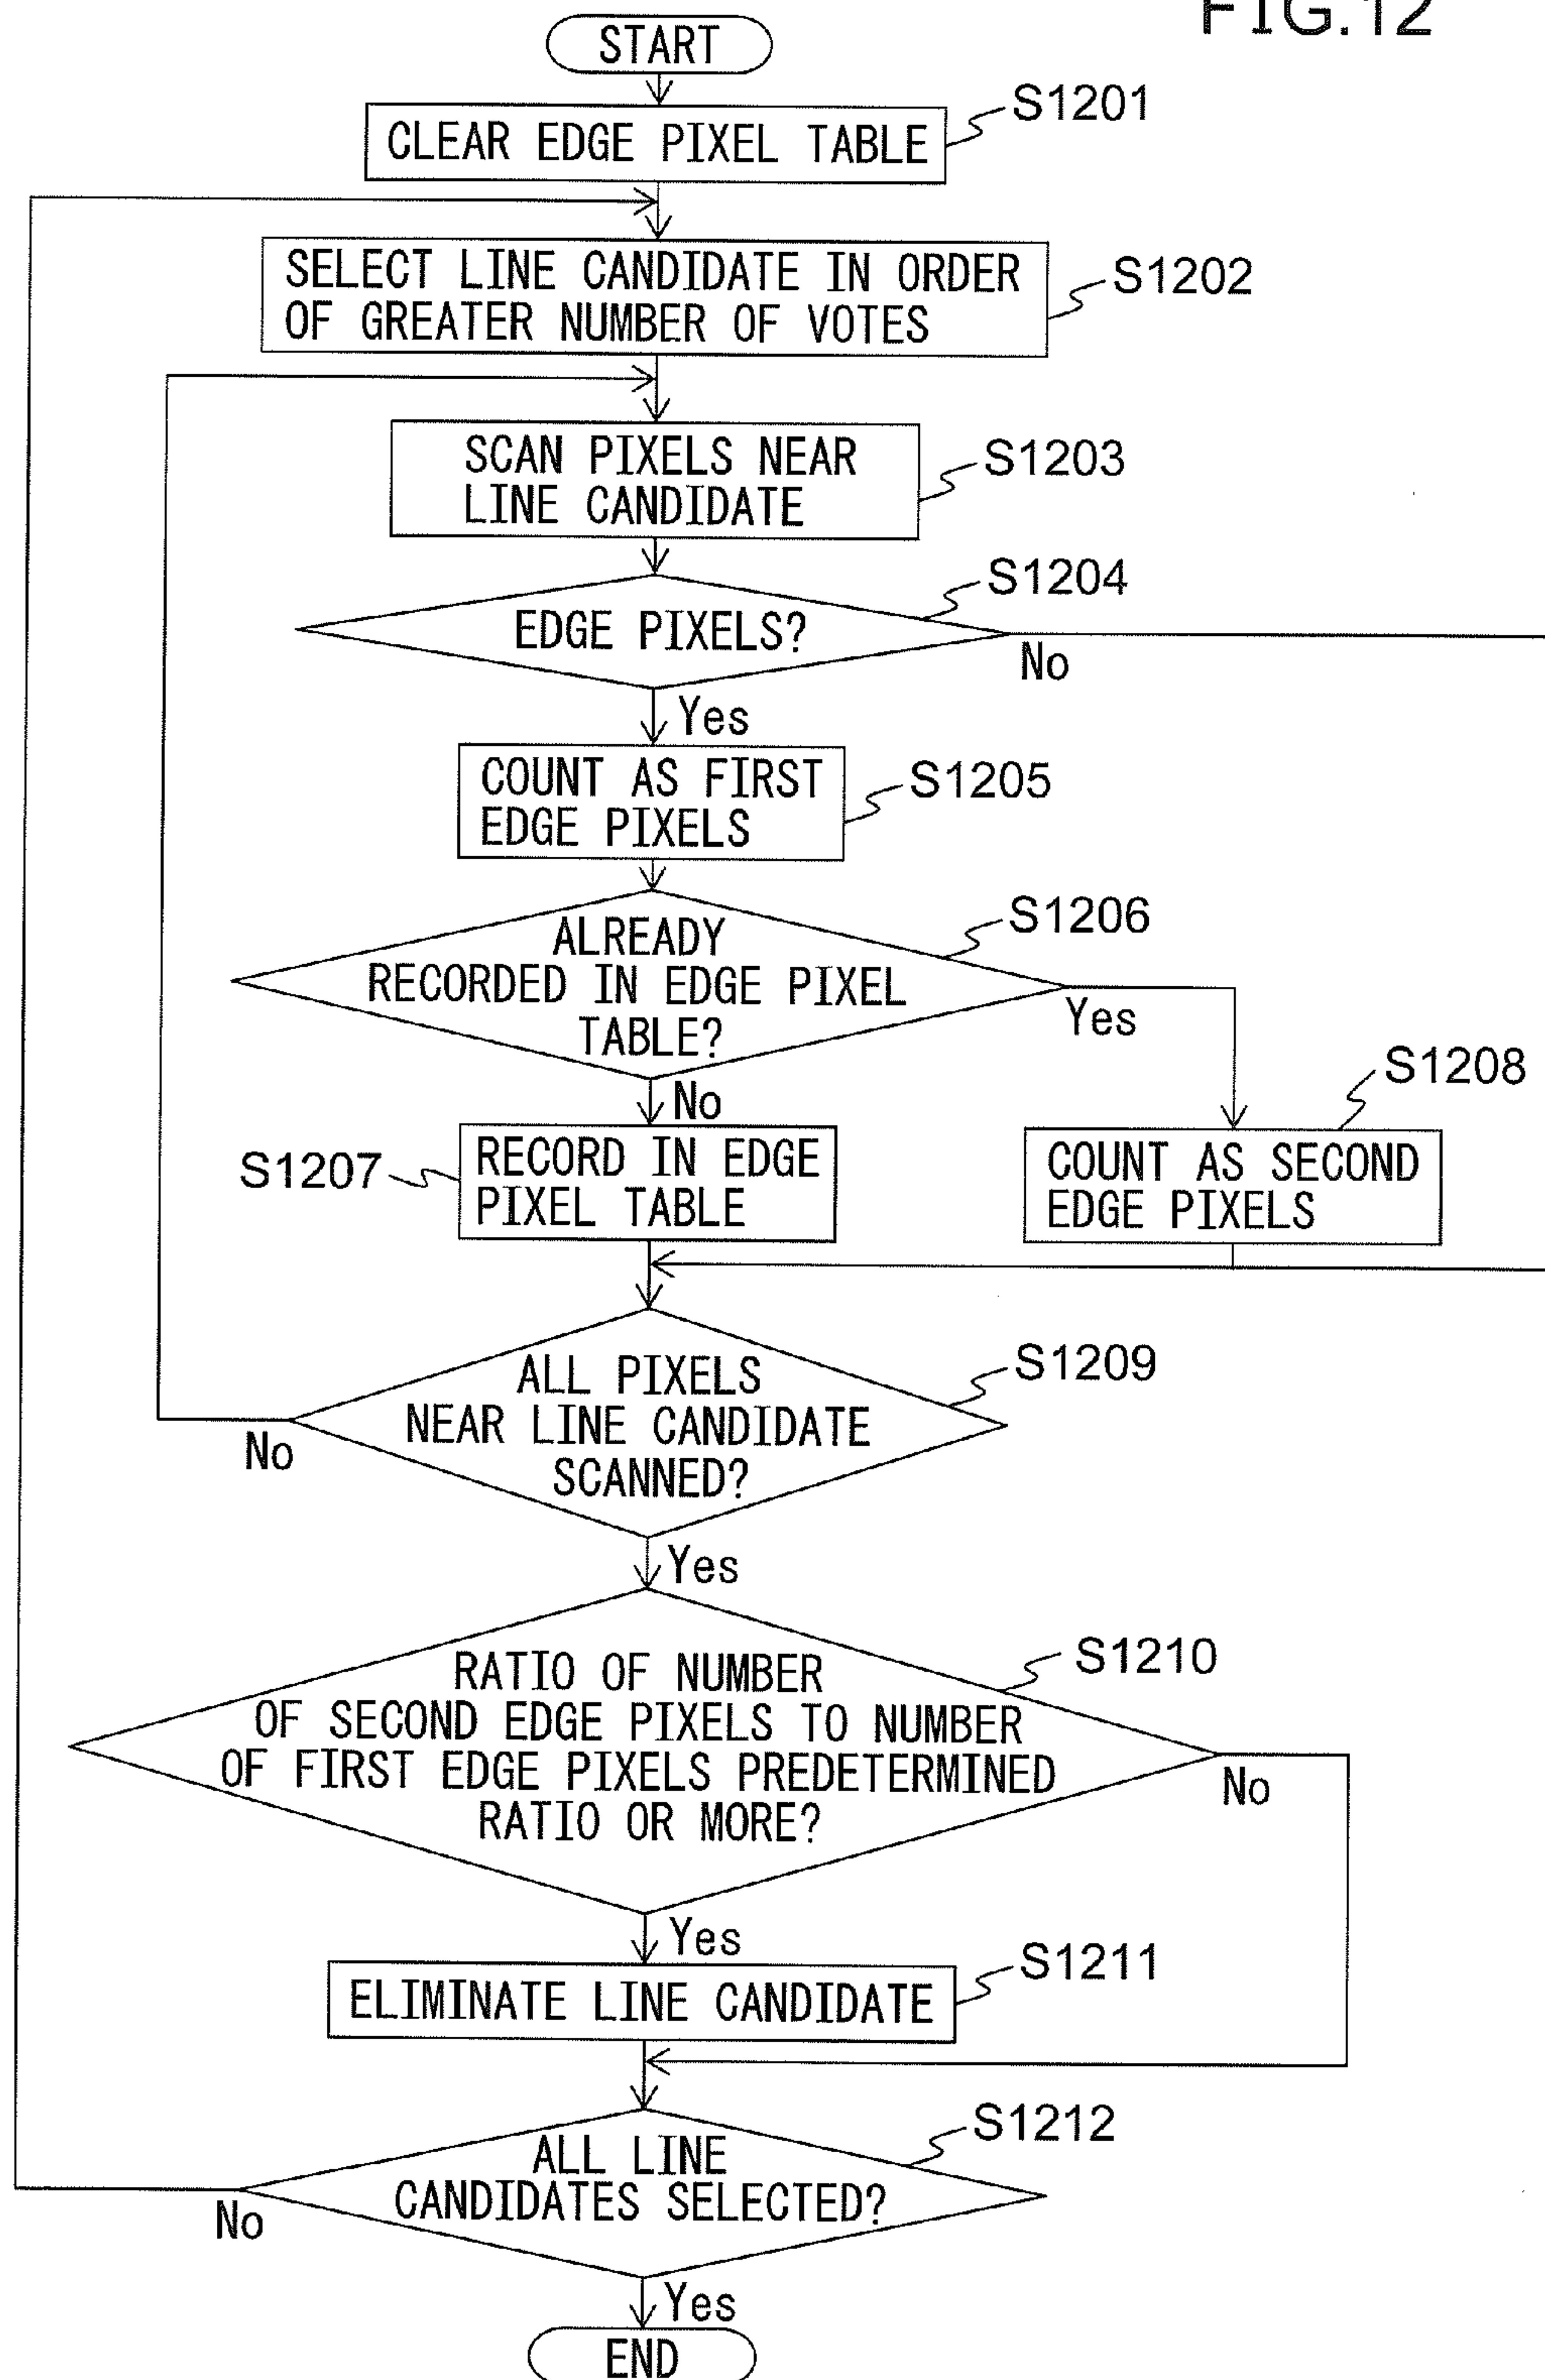 FIG.12
START
CLEAR EDGE PIXEL TABLE
S1201
SELECT LINE CANDIDATE IN ORDER
OF GREATER NUMBER OF VOTES
S1202
SCAN PIXELS NEAR
LINE CANDIDATE
S1203
EDGE PIXELS?
S1204
No
Yes
COUNT AS FIRST
EDGE PIXELS
S1205
ALREADY
RECORDED IN EDGE PIXEL
TABLE?
S1206
Yes
No
S1207
RECORD IN EDGE
PIXEL TABLE
S1208
COUNT AS SECOND
EDGE PIXELS
ALL PIXELS
NEAR LINE CANDIDATE
SCANNED?
S1209
No
Yes
RATIO OF NUMBER
OF SECOND EDGE PIXELS TO NUMBER
OF FIRST EDGE PIXELS PREDETERMINED
RATIO OR MORE?
S1210
No
Yes
ELIMINATE LINE CANDIDATE
S1211
ALL LINE
CANDIDATES SELECTED?
S1212
No
Yes
END